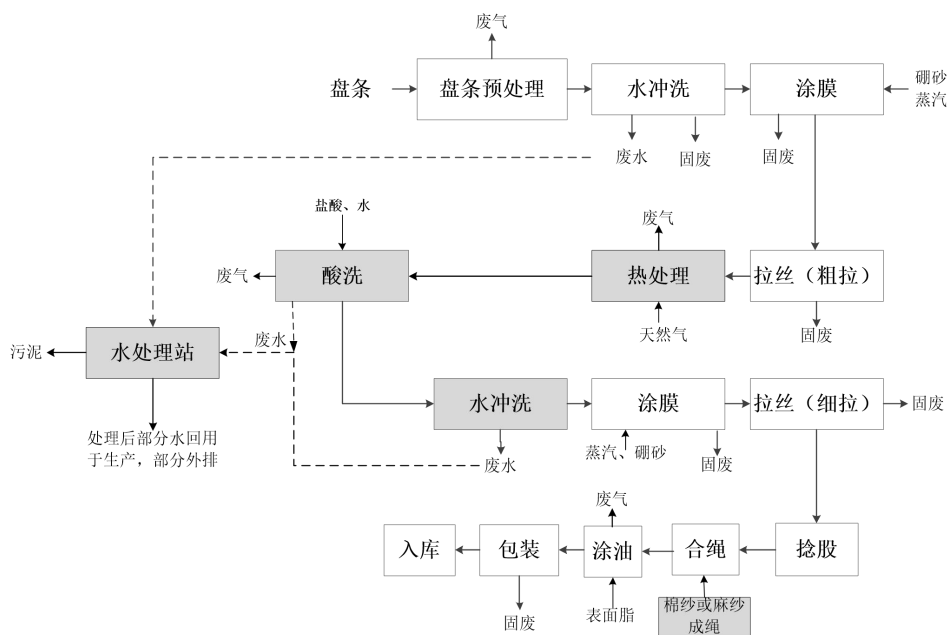 废气
盘条
盘条预处理
水冲洗
涂膜
硼砂
蒸汽
废水
固废
固废
盐酸、水
废气
废气
酸洗
热处理
拉丝（粗拉）
天然气
固废
污泥
水处理站
废水
处理后部分水回用
于生产，部分外排
水冲洗
涂膜
拉丝（细拉）
固废
废水
蒸汽、硼砂
固废
废气
入库
包装
涂油
合绳
捻股
固废
表面脂
棉纱或麻纱
成绳